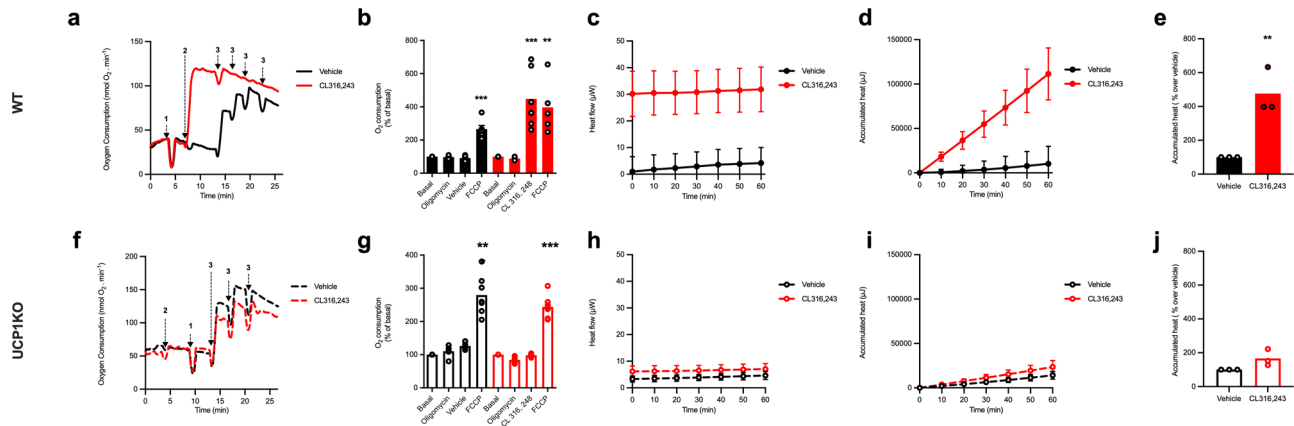 WT
a
Oxygen Consumption (nmol O₂ · min⁻¹)
150
100
50
0
1
2
3
3
3
3
0
5
10
15
20
25
Time (min)
Vehicle
CL316,243
b
O₂ consumption
(% of basal)
800
600
400
200
0
***
***
**
Basal
Oligomycin
Vehicle
FCCP
Basal
Oligomycin
CL 316, 248
FCCP
c
Heat flow (µW)
50
40
30
20
10
0
0
10
20
30
40
50
60
Time (min)
Vehicle
CL316,243
d
Accumulated heat (µJ)
150000
100000
50000
0
0
10
20
30
40
50
60
Time (min)
Vehicle
CL316,243
e
Accumulated heat ( % over vehicle)
800
600
400
200
0
**
Vehicle
CL316,243
UCP1KO
f
Oxygen Consumption (nmol O₂ · min⁻¹)
200
150
100
50
0
2
1
3
3
3
0
5
10
15
20
25
Time (min)
Vehicle
CL316,243
g
O₂ consumption
(% of basal)
400
300
200
100
0
**
***
Basal
Oligomycin
Vehicle
FCCP
Basal
Oligomycin
CL 316, 248
FCCP
h
Heat flow (µW)
50
40
30
20
10
0
0
10
20
30
40
50
60
Time (min)
Vehicle
CL316,243
i
Accumulated heat (µJ)
150000
100000
50000
0
0
10
20
30
40
50
60
Time (min)
Vehicle
CL316,243
j
Accumulated heat ( % over vehicle)
800
600
400
200
0
Vehicle
CL316,243